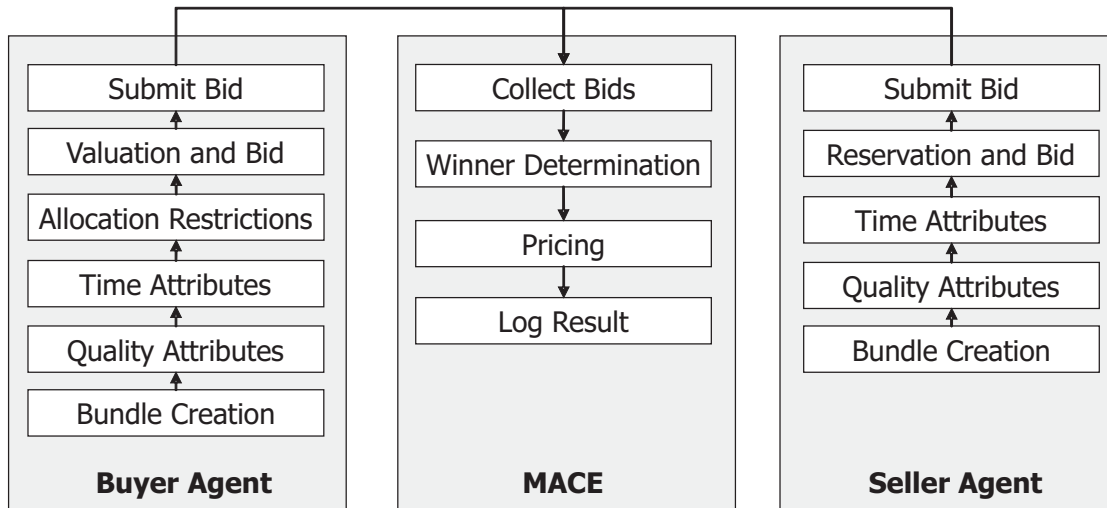 Submit Bid
Valuation and Bid
Allocation Restrictions
Time Attributes
Quality Attributes
Bundle Creation
Buyer Agent
Collect Bids
Winner Determination
Pricing
Log Result
MACE
Submit Bid
Reservation and Bid
Time Attributes
Quality Attributes
Bundle Creation
Seller Agent